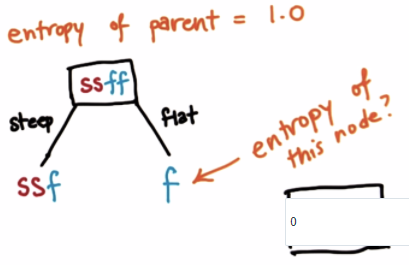 entropy of parent = 1.0
ssff
steep
flat
ssf
f
entropy of
this node?
0